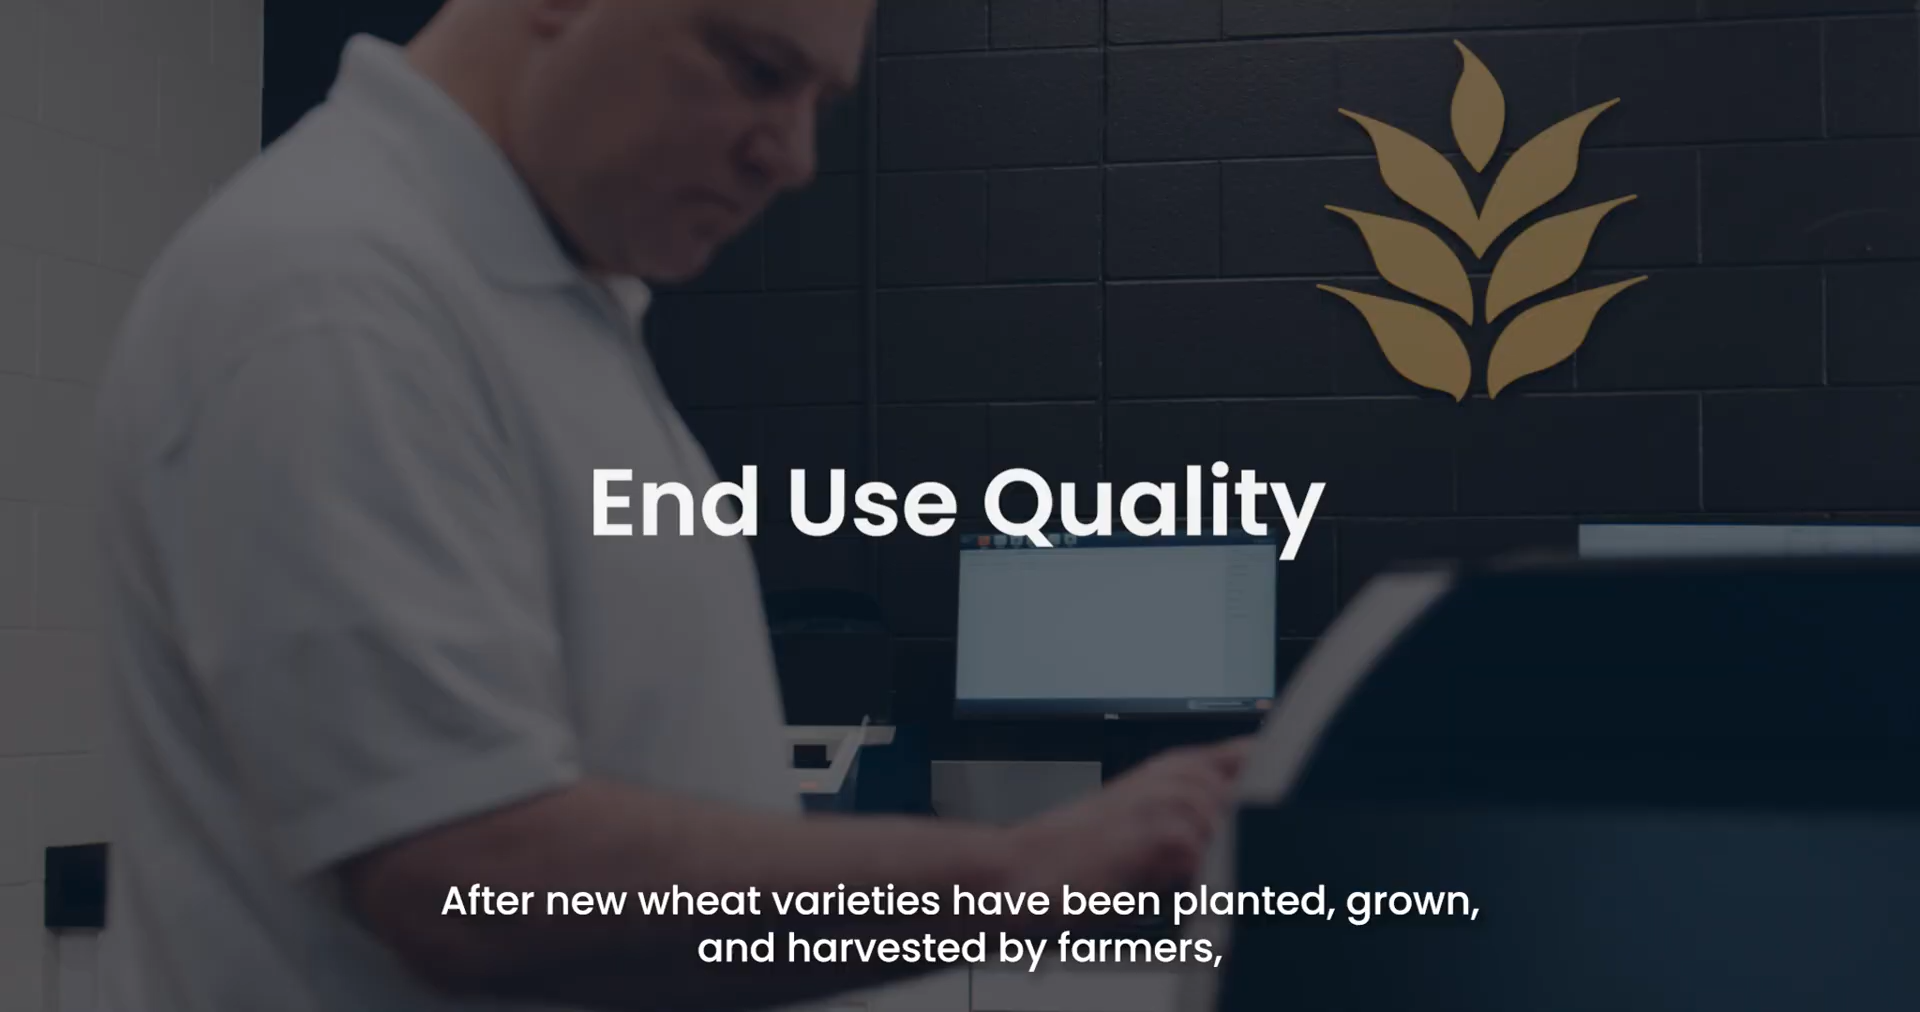 End Use Quality
After new wheat varieties have been planted, grown,
and harvested by farmers,